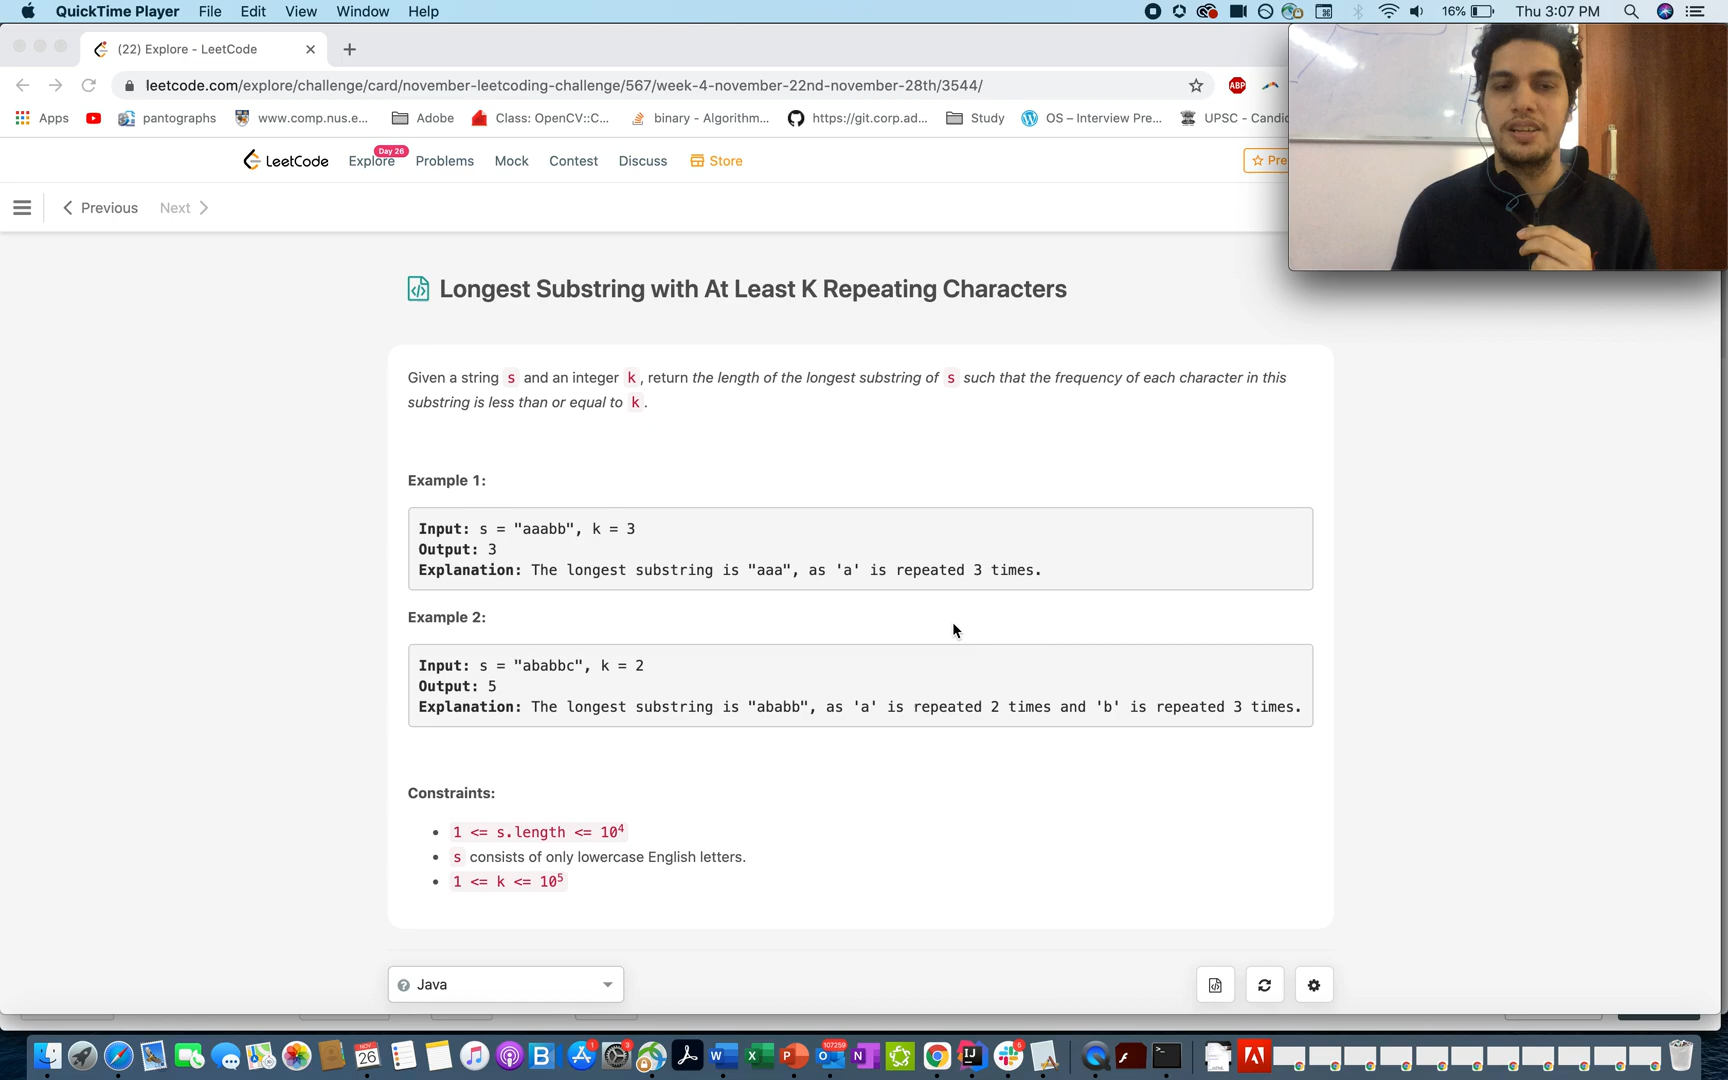 QuickTime Player File Edit View Window Help 16% Thu 3:07 PM
(22) Explore - LeetCode
leetcode.com/explore/challenge/card/november-leetcoding-challenge/567/week-4-november-22nd-november-28th/3544/ ABP
Apps pantographs www.comp.nus.e... Adobe Class: OpenCV::C... binary - Algorithm... https://git.corp.ad... Study OS – Interview Pre... UPSC - Candid
LeetCode Explore Day 26 Problems Mock Contest Discuss Store Pre
Previous Next
Longest Substring with At Least K Repeating Characters
Given a string s and an integer k, return the length of the longest substring of s such that the frequency of each character in this
substring is less than or equal to k.
Example 1:
Input: s = "aaabb", k = 3
Output: 3
Explanation: The longest substring is "aaa", as 'a' is repeated 3 times.
Example 2:
Input: s = "ababbc", k = 2
Output: 5
Explanation: The longest substring is "ababb", as 'a' is repeated 2 times and 'b' is repeated 3 times.
Constraints:
1 <= s.length <= 10⁴
s consists of only lowercase English letters.
1 <= k <= 10⁵
Java